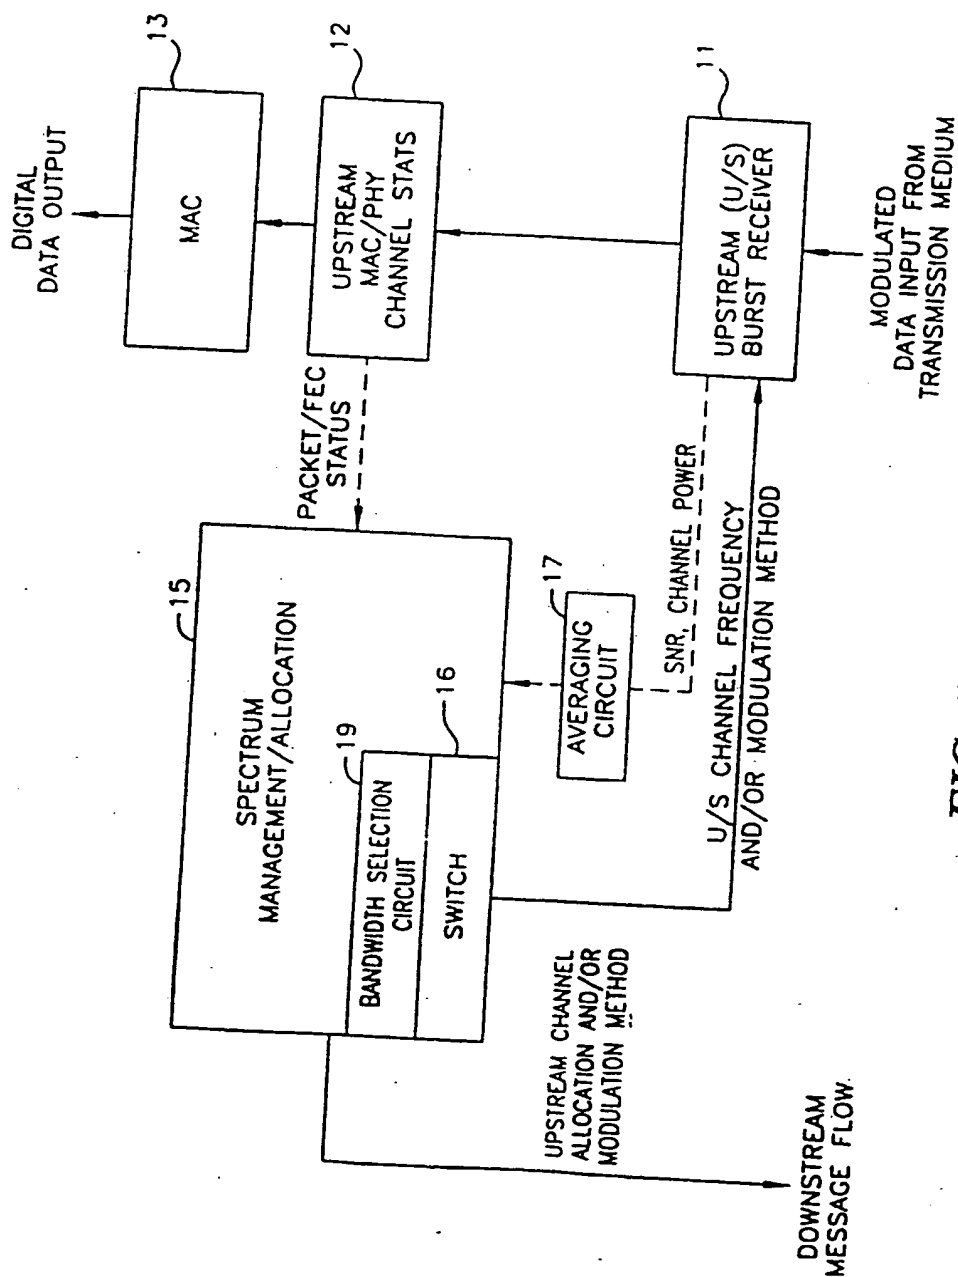 DIGITAL
DATA OUTPUT
13
MAC
12
UPSTREAM
MAC/PHY
CHANNEL STATS
PACKET/FEC
STATUS
11
UPSTREAM (U/S)
BURST RECEIVER
MODULATED
DATA INPUT FROM
TRANSMISSION MEDIUM
15
SPECTRUM
MANAGEMENT/ALLOCATION
19
BANDWIDTH SELECTION
CIRCUIT
16
SWITCH
17
AVERAGING
CIRCUIT
SNR, CHANNEL POWER
U/S CHANNEL FREQUENCY
AND/OR MODULATION METHOD
UPSTREAM CHANNEL
ALLOCATION AND/OR
MODULATION METHOD
DOWNSTREAM
MESSAGE FLOW